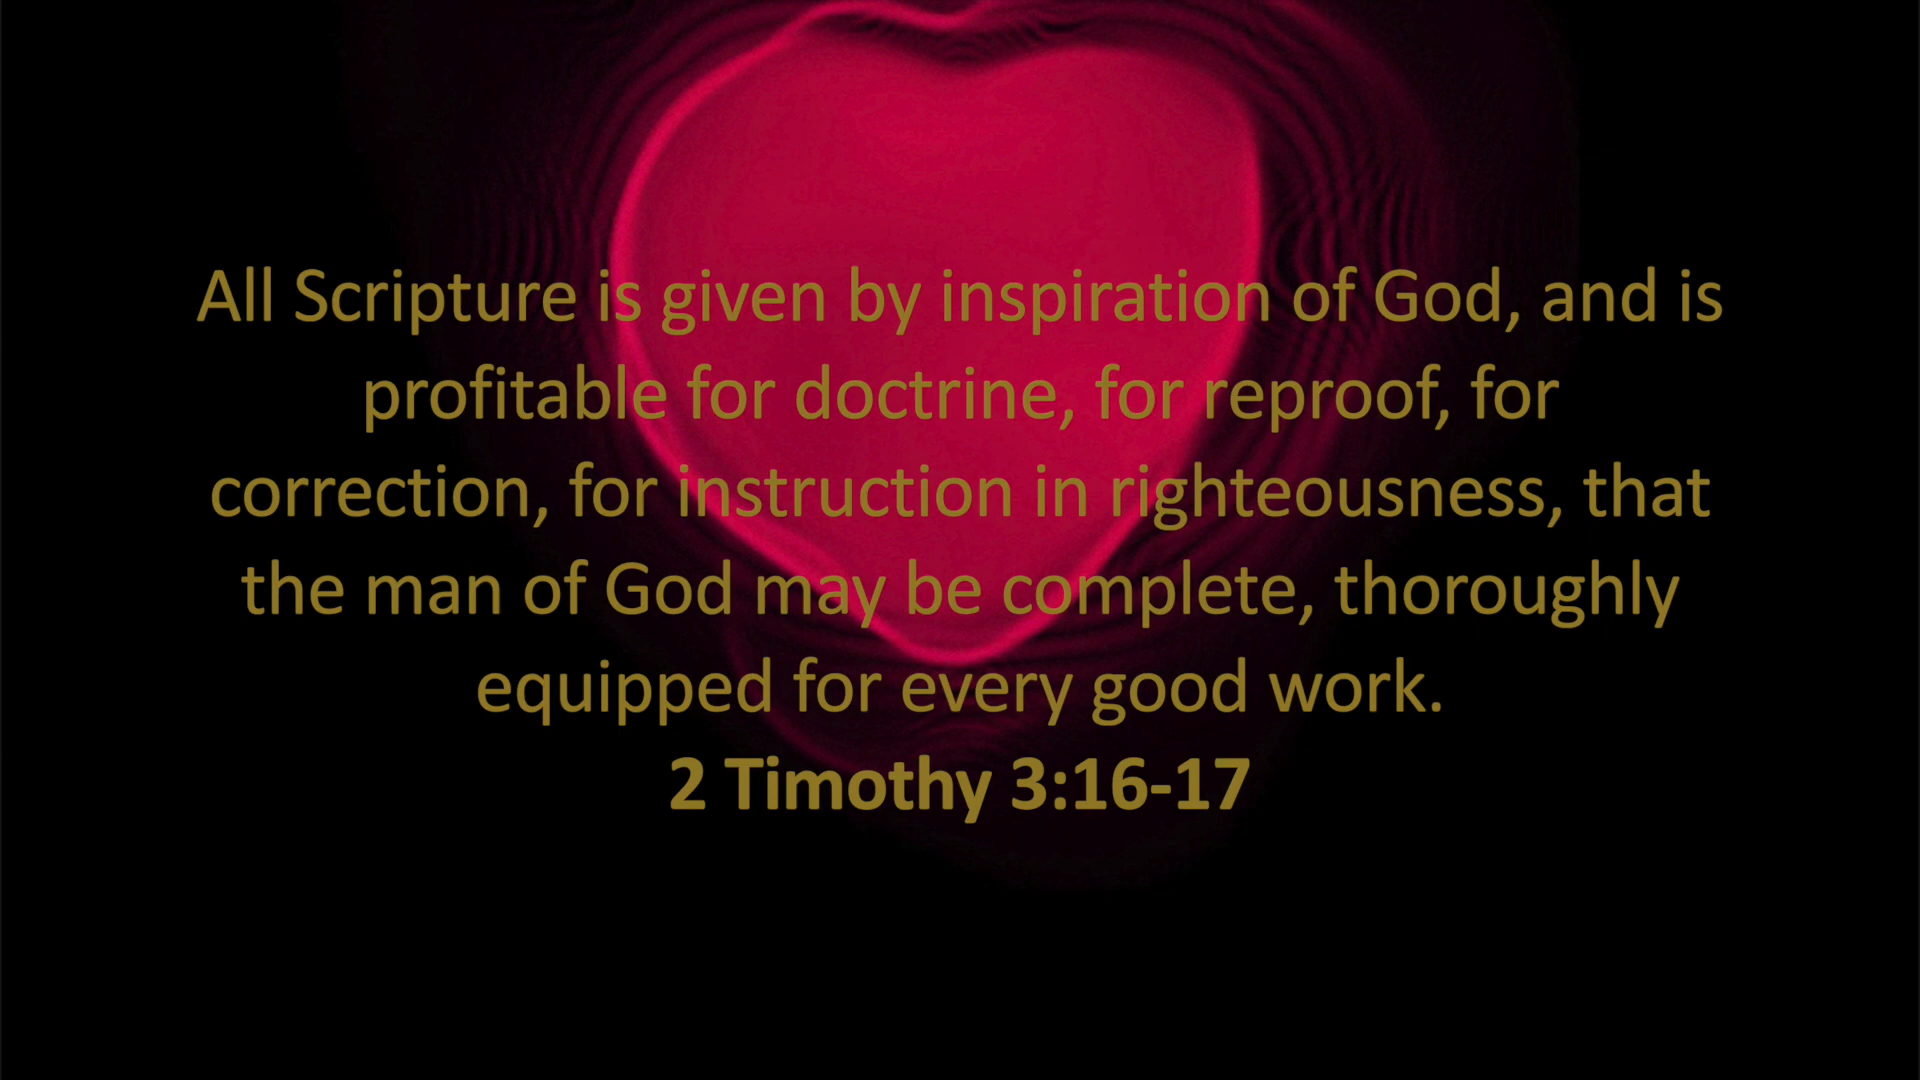 All Scripture is given by inspiration of God, and is
profitable for doctrine, for reproof, for
correction, for instruction in righteousness, that
the man of God may be complete, thoroughly
equipped for every good work.
2 Timothy 3:16-17